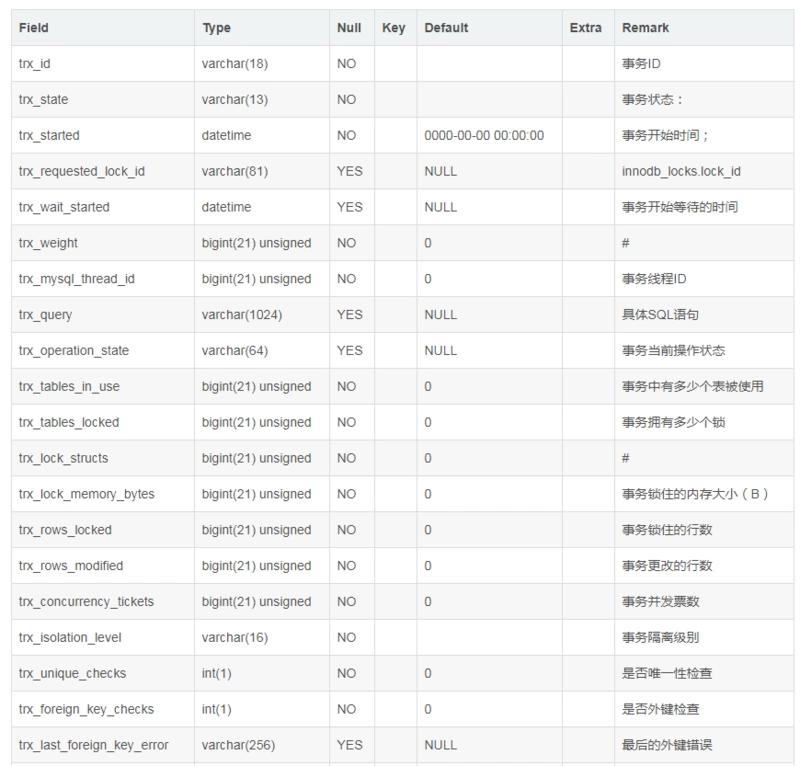 Field Type Null Key Default Extra Remark
trx_id varchar(18) NO 事务ID
trx_state varchar(13) NO 事务状态：
trx_started datetime NO 0000-00-00 00:00:00 事务开始时间；
trx_requested_lock_id varchar(81) YES NULL innodb_locks.lock_id
trx_wait_started datetime YES NULL 事务开始等待的时间
trx_weight bigint(21) unsigned NO 0 #
trx_mysql_thread_id bigint(21) unsigned NO 0 事务线程ID
trx_query varchar(1024) YES NULL 具体SQL语句
trx_operation_state varchar(64) YES NULL 事务当前操作状态
trx_tables_in_use bigint(21) unsigned NO 0 事务中有多少个表被使用
trx_tables_locked bigint(21) unsigned NO 0 事务拥有多少个锁
trx_lock_structs bigint(21) unsigned NO 0 #
trx_lock_memory_bytes bigint(21) unsigned NO 0 事务锁住的内存大小（B）
trx_rows_locked bigint(21) unsigned NO 0 事务锁住的行数
trx_rows_modified bigint(21) unsigned NO 0 事务更改的行数
trx_concurrency_tickets bigint(21) unsigned NO 0 事务并发票数
trx_isolation_level varchar(16) NO 事务隔离级别
trx_unique_checks int(1) NO 0 是否唯一性检查
trx_foreign_key_checks int(1) NO 0 是否外键检查
trx_last_foreign_key_error varchar(256) YES NULL 最后的外键错误